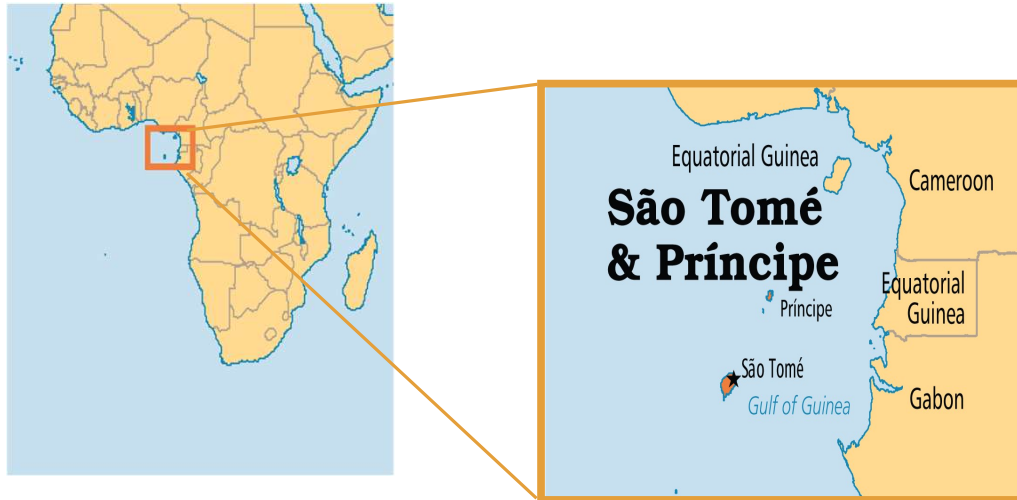 Equatorial Guinea
Cameroon
São Tomé
& Príncipe
Equatorial
Guinea
Príncipe
São Tomé
Gulf of Guinea
Gabon